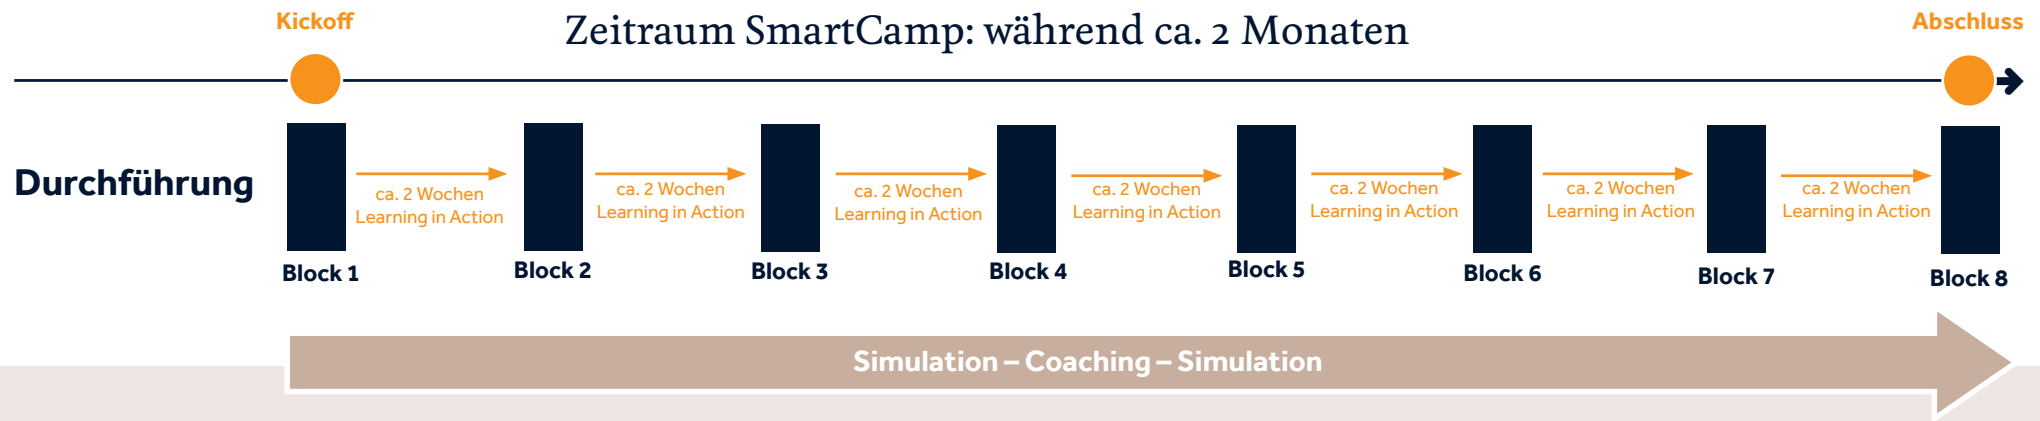 Kickoff
Zeitraum SmartCamp: während ca. 2 Monaten
Abschluss
Durchführung
ca. 2 Wochen
Learning in Action
ca. 2 Wochen
Learning in Action
ca. 2 Wochen
Learning in Action
ca. 2 Wochen
Learning in Action
ca. 2 Wochen
Learning in Action
ca. 2 Wochen
Learning in Action
ca. 2 Wochen
Learning in Action
Block 1
Block 2
Block 3
Block 4
Block 5
Block 6
Block 7
Block 8
Simulation – Coaching – Simulation